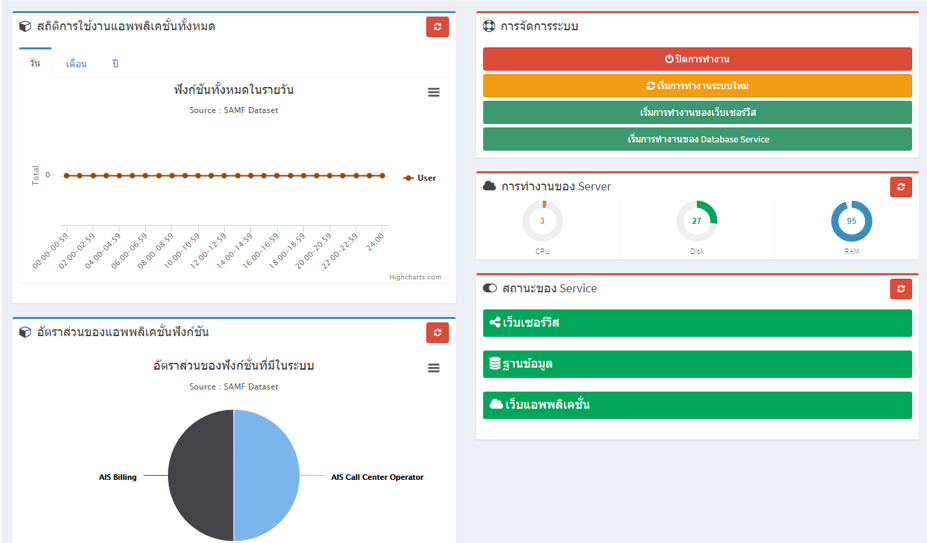 สถิติการใช้งานแอพพลิเคชั่นทั้งหมด
วัน
เดือน
ปี
ฟังก์ชันทั้งหมดในรายวัน
Source : SAMF Dataset
Total
0
User
00:00-00:59
02:00-02:59
04:00-04:59
06:00-06:59
08:00-08:59
10:00-10:59
12:00-12:59
14:00-14:59
16:00-16:59
18:00-18:59
20:00-20:59
22:00-22:59
24:00
Highcharts.com
อัตราส่วนของแอพพลิเคชั่นฟังก์ชัน
อัตราส่วนของฟังก์ชั่นที่มีในระบบ
Source : SAMF Dataset
AIS Billing
AIS Call Center Operator
การจัดการระบบ
ปิดการทำงาน
เริ่มการทำงานระบบใหม่
เริ่มการทำงานของเว็บเซอร์วิส
เริ่มการทำงานของ Database Service
การทำงานของ Server
3
27
95
CPU
Disk
RAM
สถานะของ Service
เว็บเซอร์วิส
ฐานข้อมูล
เว็บแอพพลิเคชั่น